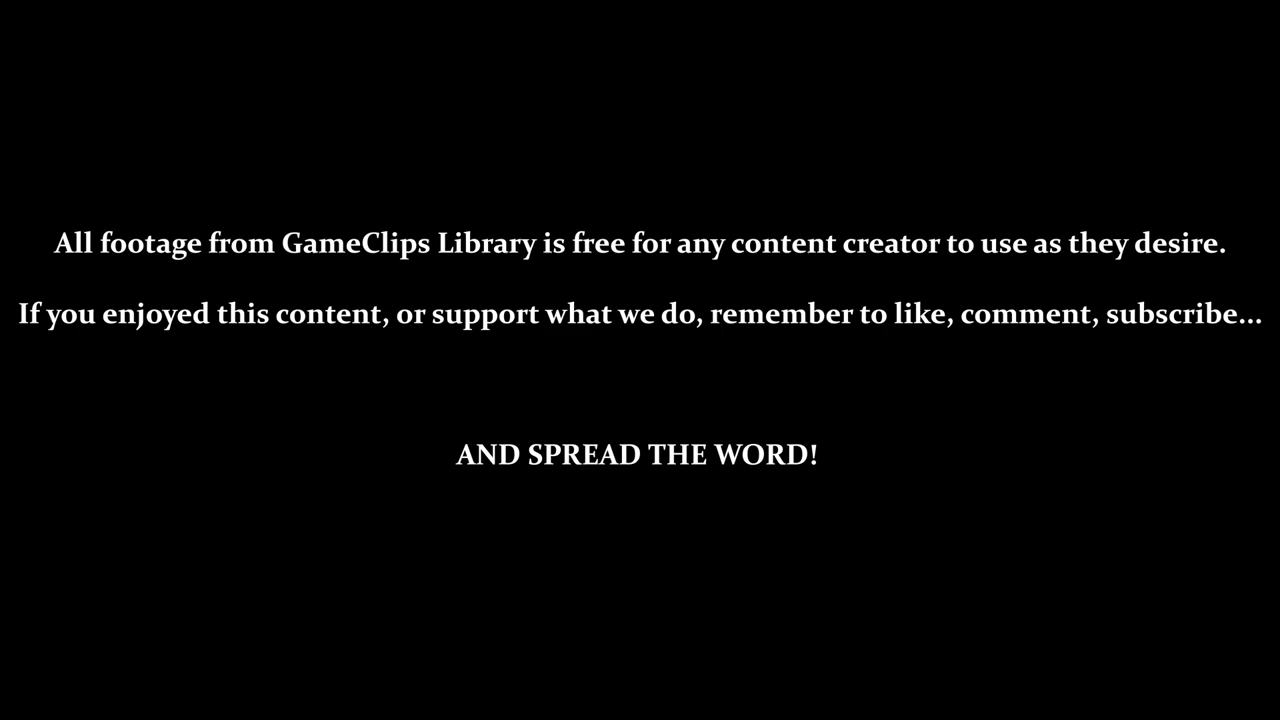 All footage from GameClips Library is free for any content creator to use as they desire.
If you enjoyed this content, or support what we do, remember to like, comment, subscribe...
AND SPREAD THE WORD!